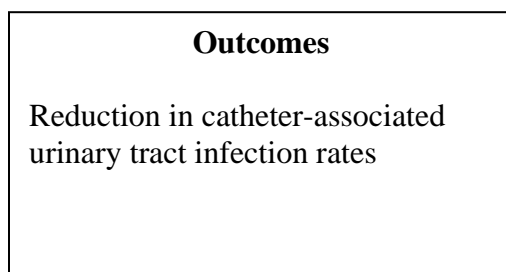 Outcomes
Reduction in catheter-associated
urinary tract infection rates